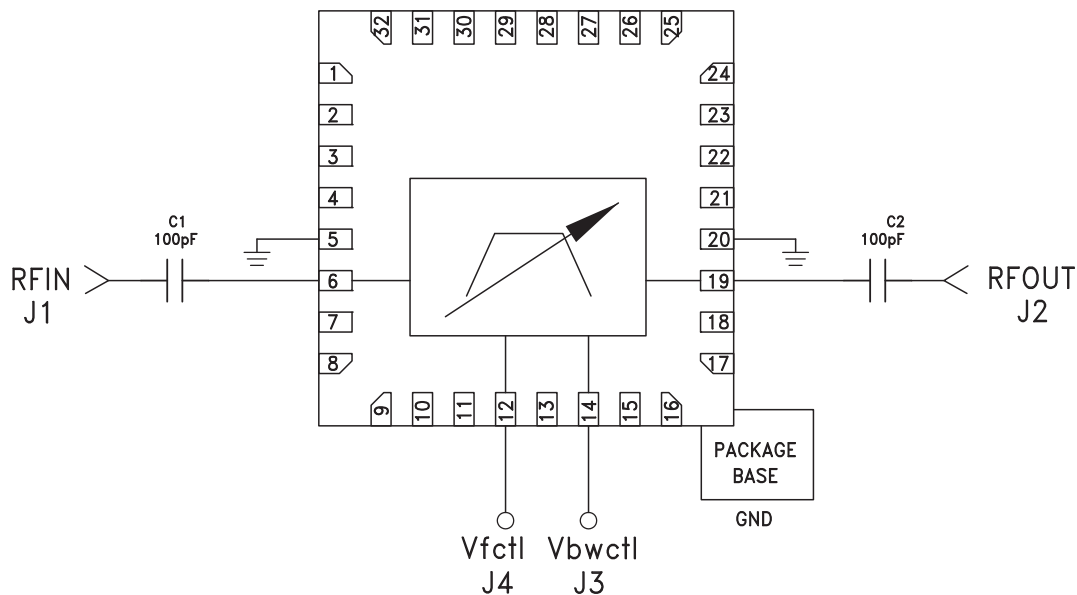 32
31
30
29
28
27
26
25
1
2
3
4
5
6
7
8
24
23
22
21
20
19
18
17
9
10
11
12
13
14
15
16
C1
100pF
RFIN
J1
C2
100pF
RFOUT
J2
PACKAGE
BASE
GND
Vfctl
J4
Vbwctl
J3